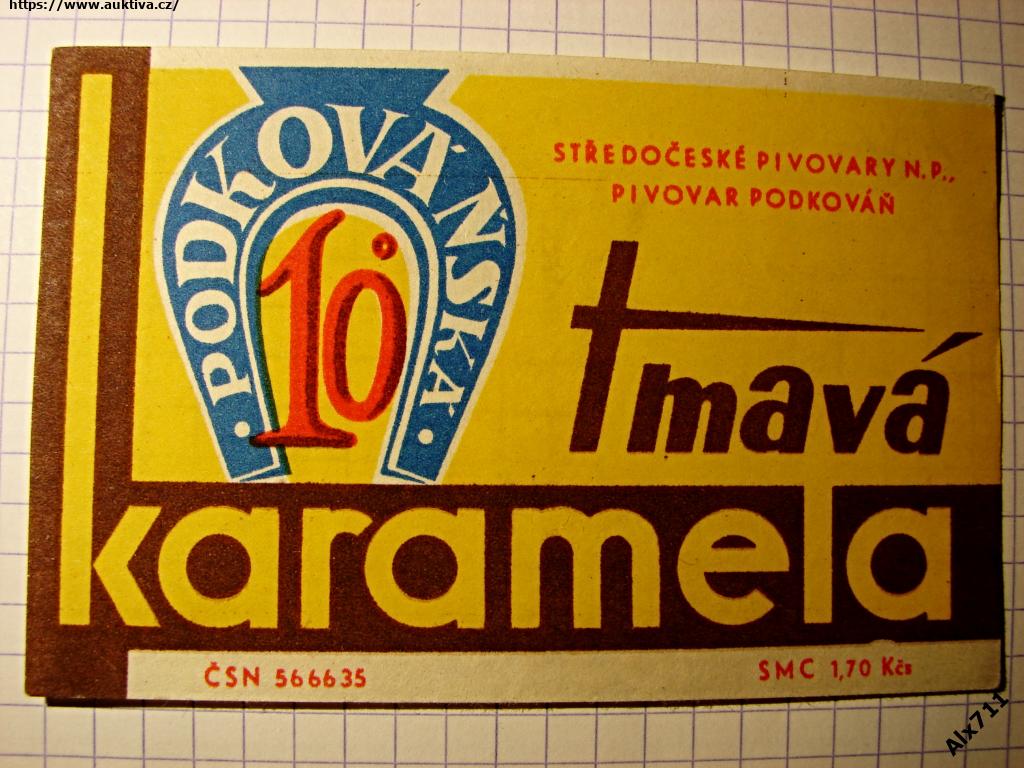 https://www.auktiva.cz/
PODKOVÁŇSKÁ
10°
STŘEDOČESKÉ PIVOVARY N.P.,
PIVOVAR PODKOVÁŇ
tmavá
karamela
ČSN 566635
SMC 1,70 Kčs
Alx711